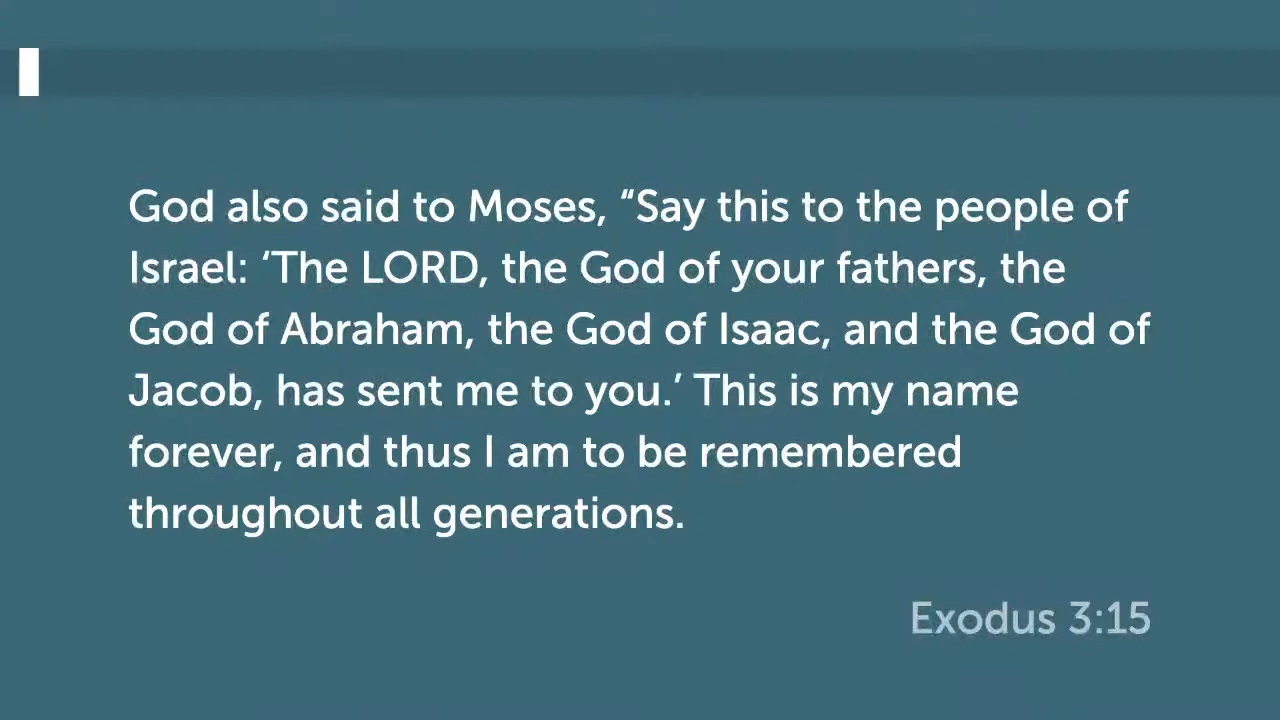 God also said to Moses, “Say this to the people of
Israel: ‘The LORD, the God of your fathers, the
God of Abraham, the God of Isaac, and the God of
Jacob, has sent me to you.’ This is my name
forever, and thus I am to be remembered
throughout all generations.
Exodus 3:15